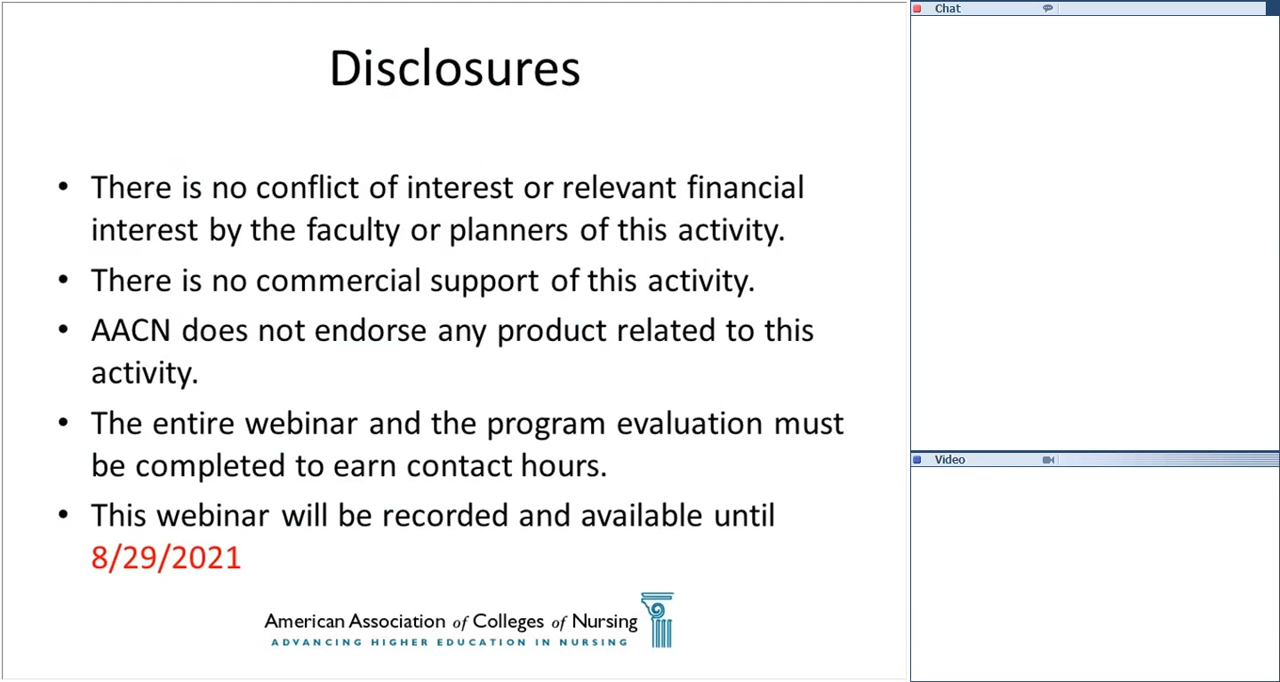 Disclosures
• There is no conflict of interest or relevant financial
interest by the faculty or planners of this activity.
• There is no commercial support of this activity.
• AACN does not endorse any product related to this
activity.
• The entire webinar and the program evaluation must
be completed to earn contact hours.
• This webinar will be recorded and available until
8/29/2021
American Association of Colleges of Nursing
ADVANCING HIGHER EDUCATION IN NURSING
Chat
Video